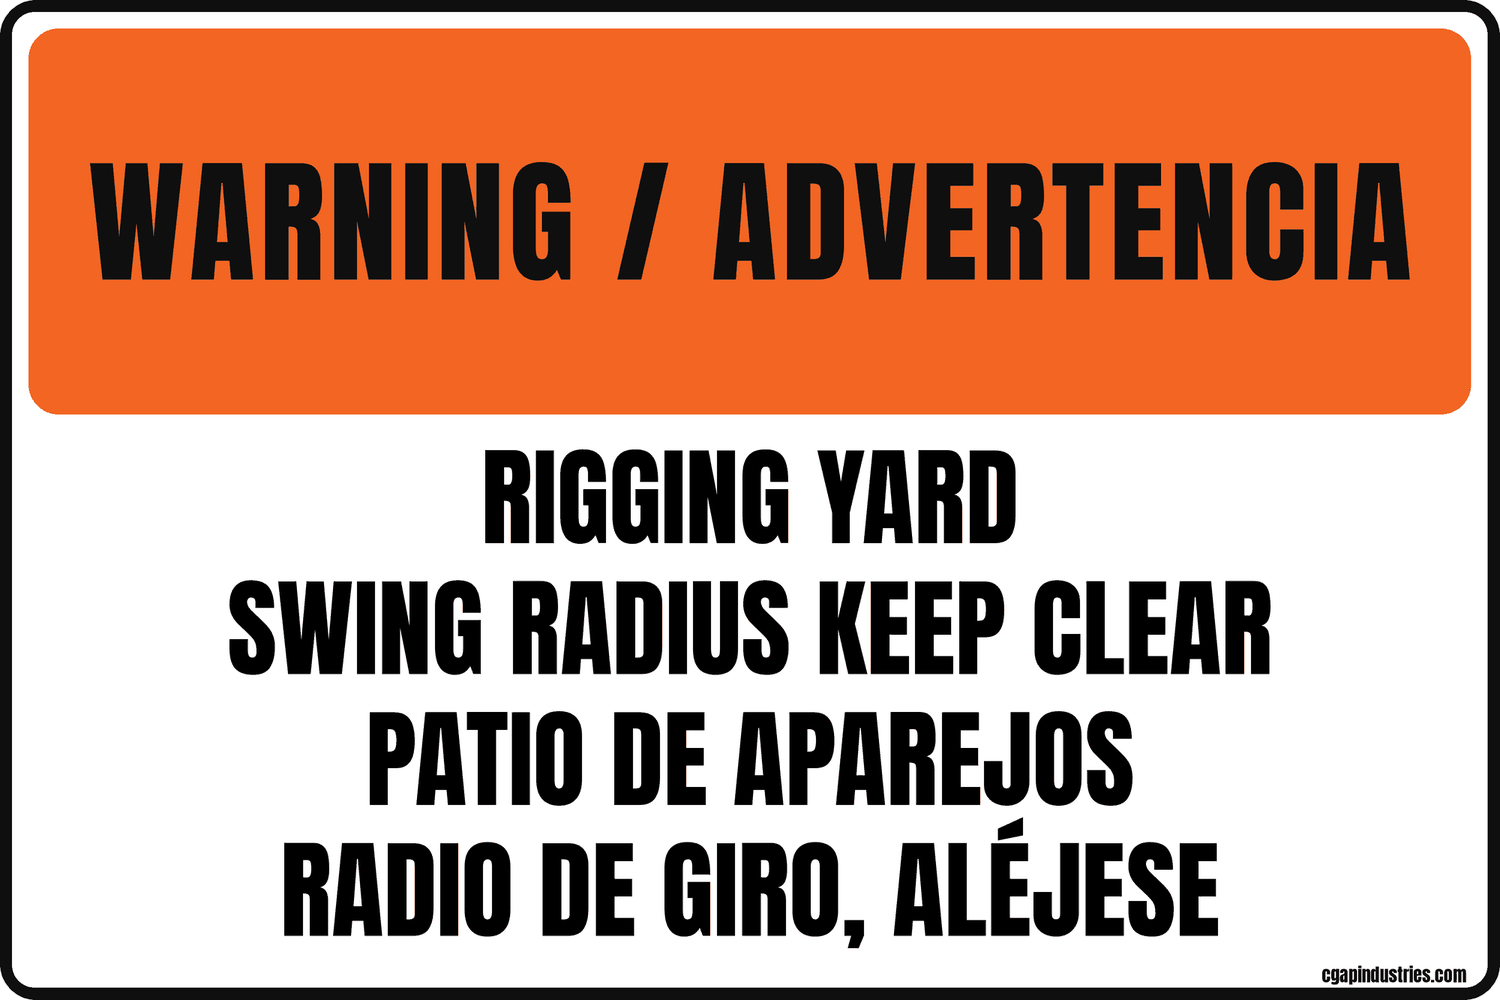 WARNING / ADVERTENCIA
RIGGING YARD
SWING RADIUS KEEP CLEAR
PATIO DE APAREJOS
RADIO DE GIRO, ALÉJESE
cgapindustries.com